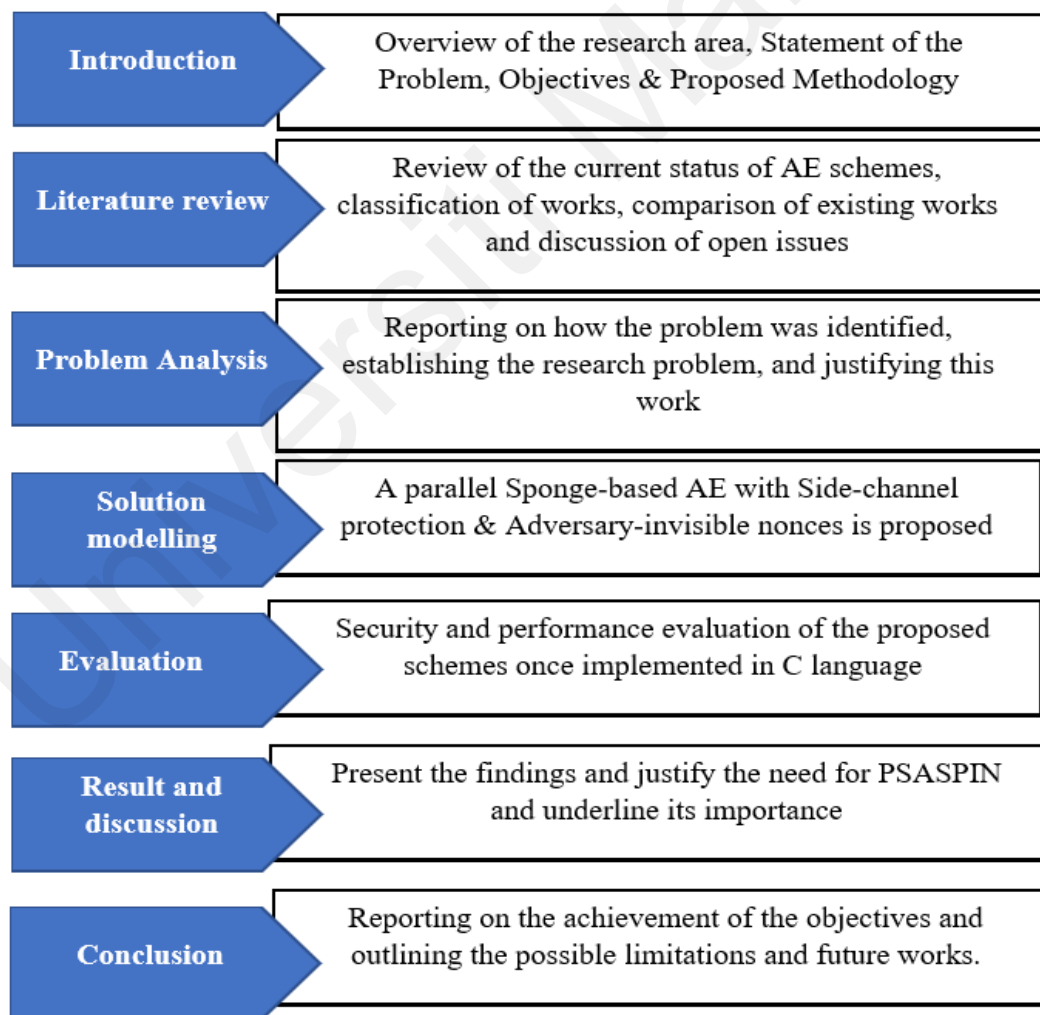 Introduction
Overview of the research area, Statement of the
Problem, Objectives & Proposed Methodology
Literature review
Review of the current status of AE schemes,
classification of works, comparison of existing works
and discussion of open issues
Problem Analysis
Reporting on how the problem was identified,
establishing the research problem, and justifying this
work
Solution
modelling
A parallel Sponge-based AE with Side-channel
protection & Adversary-invisible nonces is proposed
Evaluation
Security and performance evaluation of the proposed
schemes once implemented in C language
Result and
discussion
Present the findings and justify the need for PSASPIN
and underline its importance
Conclusion
Reporting on the achievement of the objectives and
outlining the possible limitations and future works.
Universiti Ma